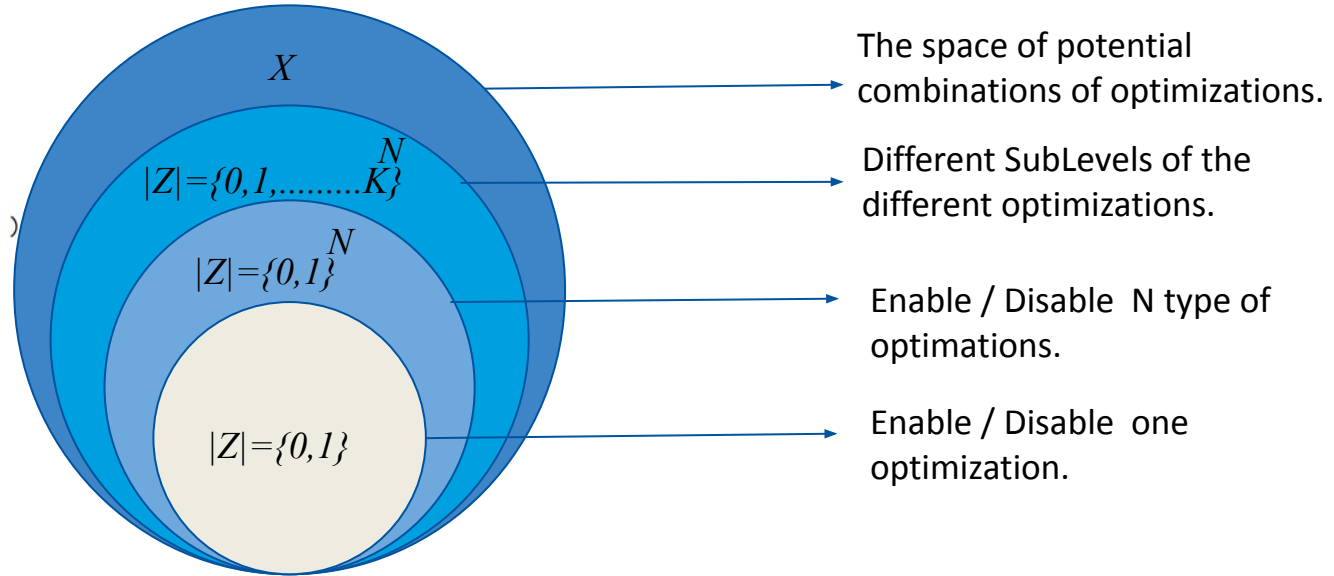 X
The space of potential
combinations of optimizations.
N
|Z|={0,1,.........K}
Different SubLevels of the
different optimizations.
)
N
|Z|={0,1}
Enable / Disable N type of
optimations.
|Z|={0,1}
Enable / Disable one
optimization.